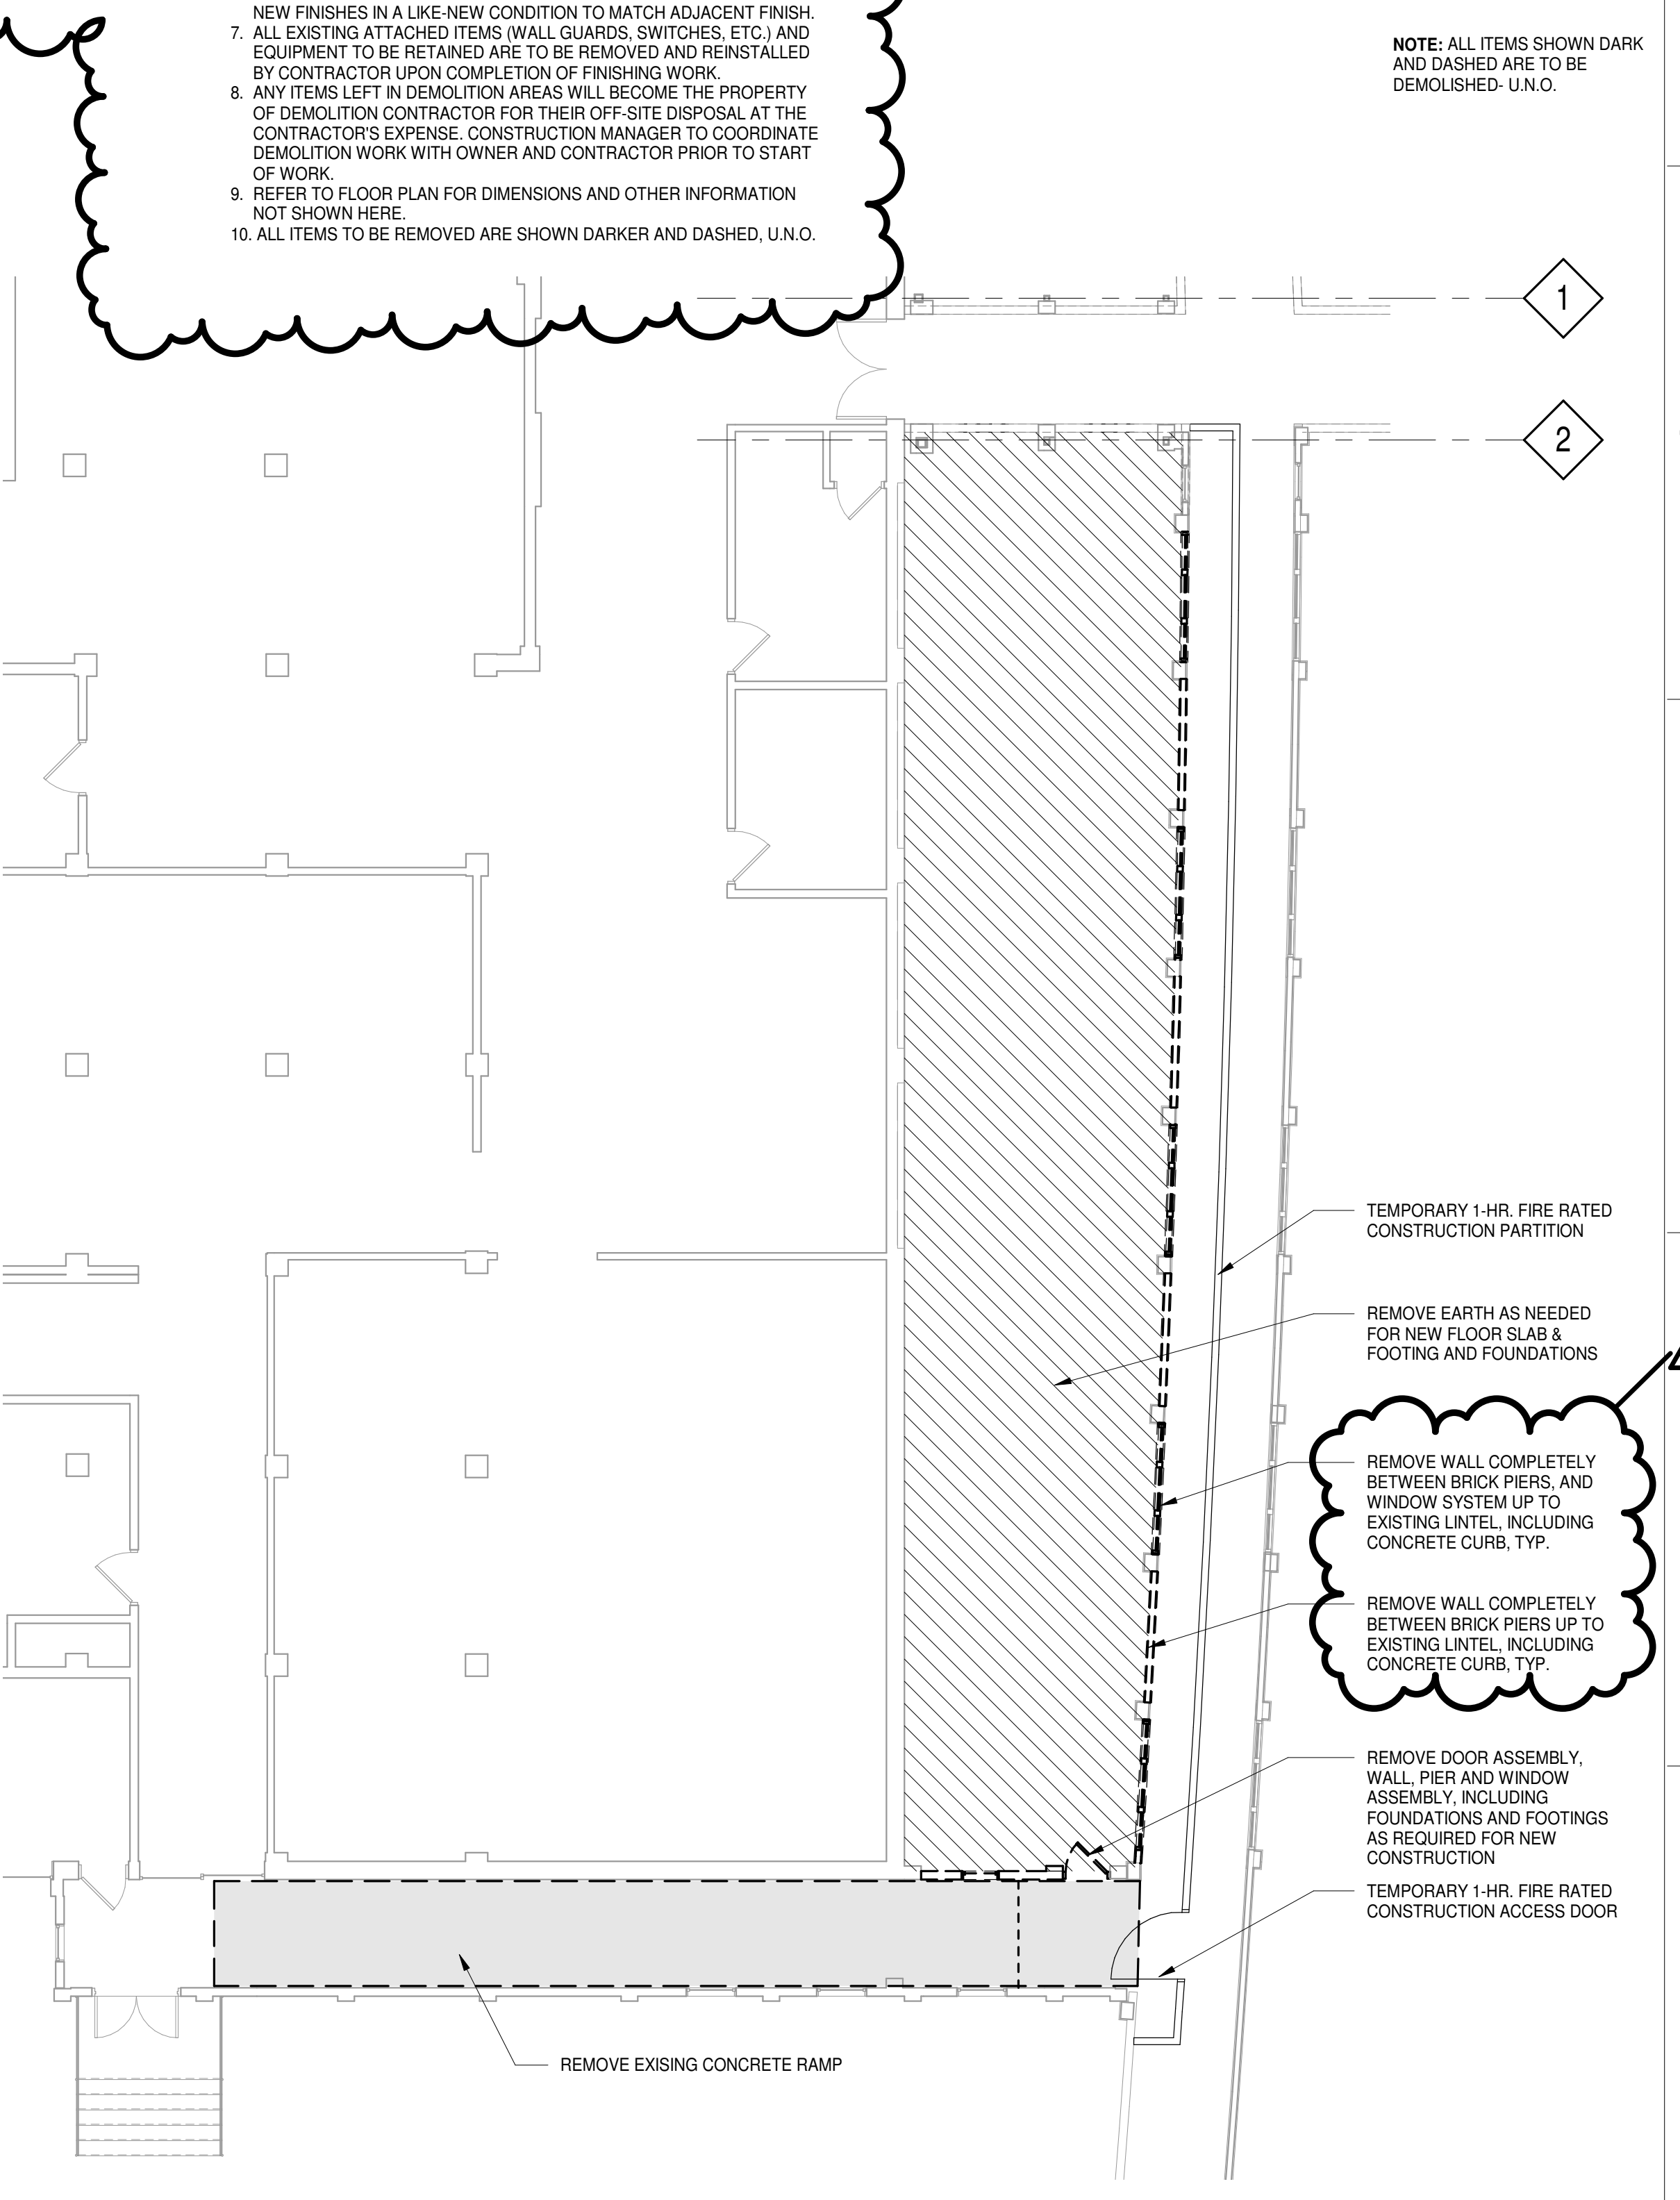 NEW FINISHES IN A LIKE-NEW CONDITION TO MATCH ADJACENT FINISH.
7. ALL EXISTING ATTACHED ITEMS (WALL GUARDS, SWITCHES, ETC.) AND
EQUIPMENT TO BE RETAINED ARE TO BE REMOVED AND REINSTALLED
BY CONTRACTOR UPON COMPLETION OF FINISHING WORK.
8. ANY ITEMS LEFT IN DEMOLITION AREAS WILL BECOME THE PROPERTY
OF DEMOLITION CONTRACTOR FOR THEIR OFF-SITE DISPOSAL AT THE
CONTRACTOR'S EXPENSE. CONSTRUCTION MANAGER TO COORDINATE
DEMOLITION WORK WITH OWNER AND CONTRACTOR PRIOR TO START
OF WORK.
9. REFER TO FLOOR PLAN FOR DIMENSIONS AND OTHER INFORMATION
NOT SHOWN HERE.
10. ALL ITEMS TO BE REMOVED ARE SHOWN DARKER AND DASHED, U.N.O.
NOTE: ALL ITEMS SHOWN DARK
AND DASHED ARE TO BE
DEMOLISHED- U.N.O.
1
2
TEMPORARY 1-HR. FIRE RATED
CONSTRUCTION PARTITION
REMOVE EARTH AS NEEDED
FOR NEW FLOOR SLAB &
FOOTING AND FOUNDATIONS
REMOVE WALL COMPLETELY
BETWEEN BRICK PIERS, AND
WINDOW SYSTEM UP TO
EXISTING LINTEL, INCLUDING
CONCRETE CURB, TYP.
REMOVE WALL COMPLETELY
BETWEEN BRICK PIERS UP TO
EXISTING LINTEL, INCLUDING
CONCRETE CURB, TYP.
REMOVE DOOR ASSEMBLY,
WALL, PIER AND WINDOW
ASSEMBLY, INCLUDING
FOUNDATIONS AND FOOTINGS
AS REQUIRED FOR NEW
CONSTRUCTION
TEMPORARY 1-HR. FIRE RATED
CONSTRUCTION ACCESS DOOR
REMOVE EXISING CONCRETE RAMP